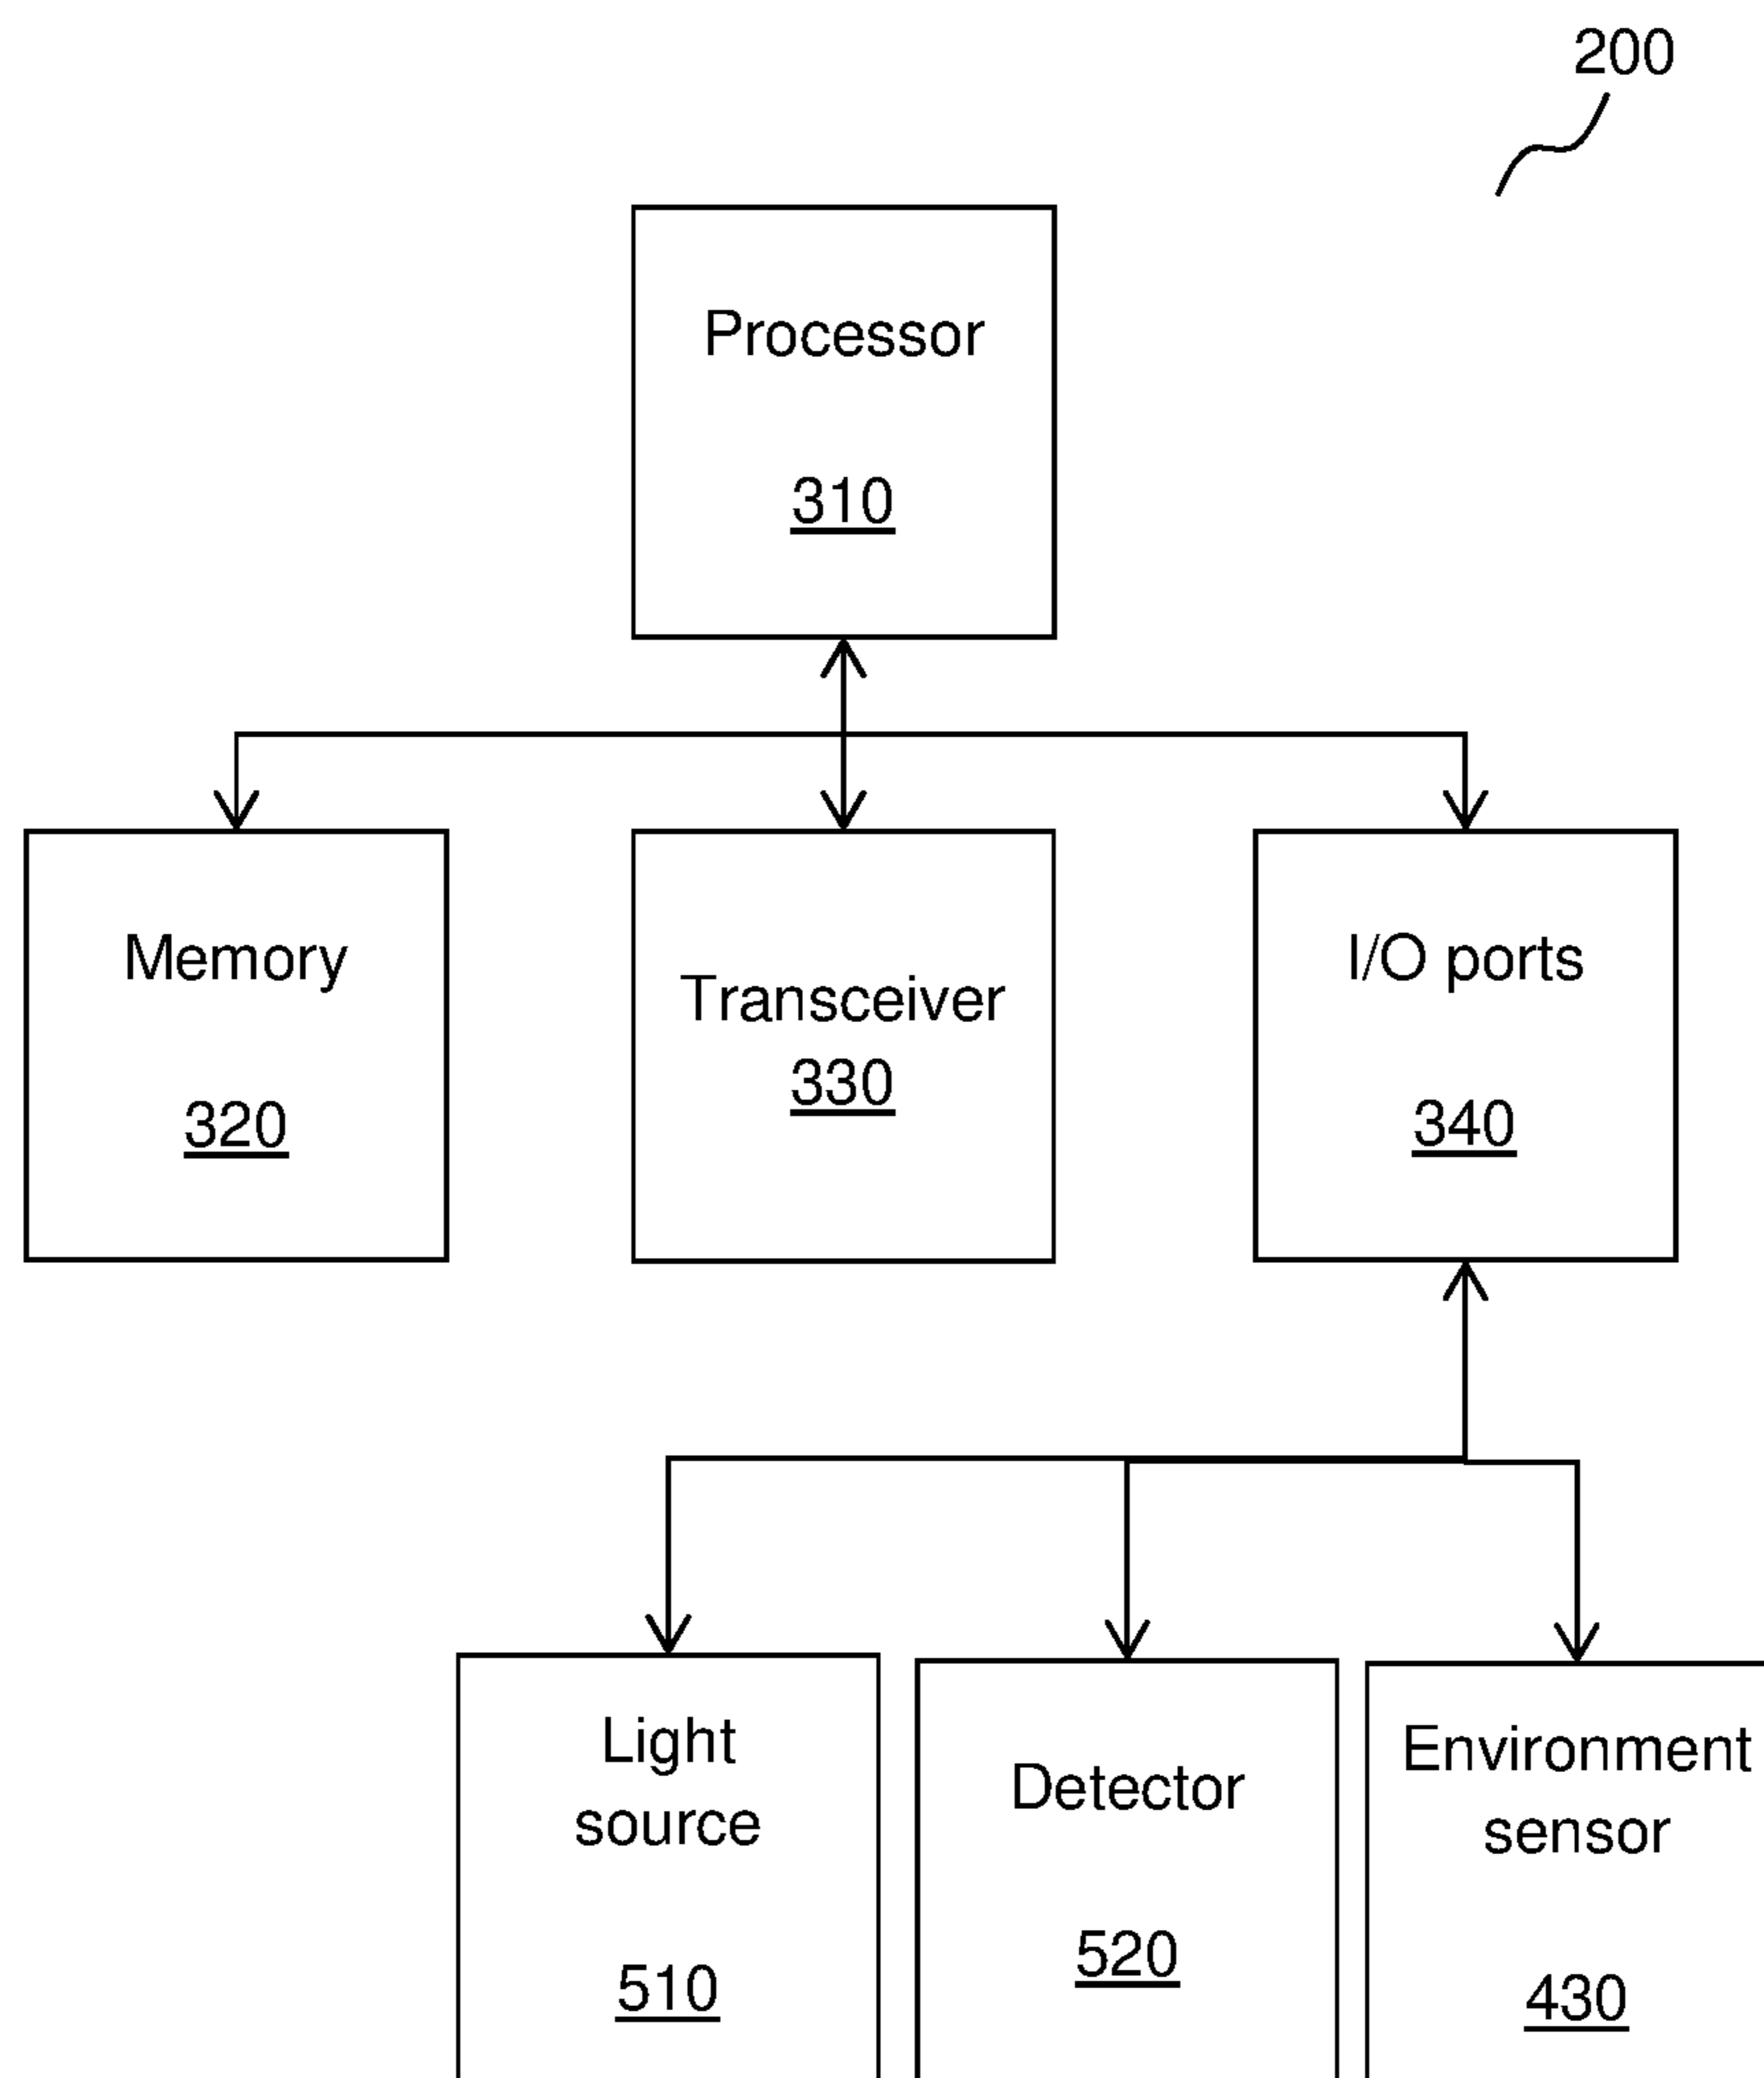 200
Processor
310
Memory
320
Transceiver
330
I/O ports
340
Light
source
510
Detector
520
Environment
sensor
430